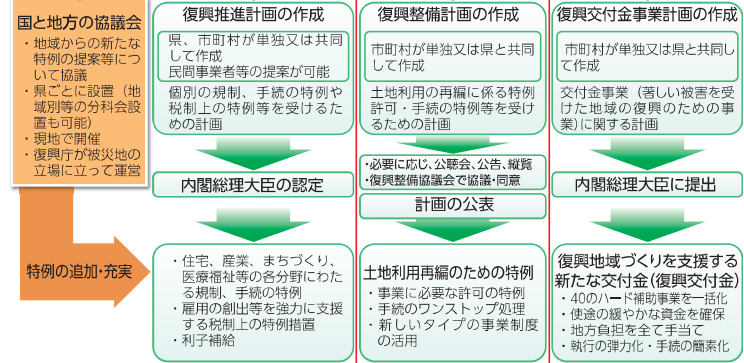 国と地方の協議会
・地域からの新たな
特例の提案等につ
いて協議
・県ごとに設置（地
域別等の分科会設
置も可能）
・現地で開催
・復興庁が被災地の
立場に立って運営
特例の追加・充実
復興推進計画の作成
県、市町村が単独又は共同
して作成
民間事業者等の提案が可能
個別の規制、手続の特例や
税制上の特例等を受けるた
めの計画
内閣総理大臣の認定
・住宅、産業、まちづくり、
医療福祉等の各分野にわた
る規制、手続の特例
・雇用の創出等を強力に支援
する税制上の特例措置
・利子補給
復興整備計画の作成
市町村が単独又は県と共同
して作成
土地利用の再編に係る特例
許可・手続の特例等を受け
るための計画
・必要に応じ、公聴会、公告、縦覧
・復興整備協議会で協議・同意
計画の公表
土地利用再編のための特例
・事業に必要な許可の特例
・手続のワンストップ処理
・新しいタイプの事業制度
の活用
復興交付金事業計画の作成
市町村が単独又は県と共同し
て作成
交付金事業（著しい被害を受
けた地域の復興のための事
業）に関する計画
内閣総理大臣に提出
復興地域づくりを支援する
新たな交付金（復興交付金）
・40のハード補助事業を一括化
・使途の緩やかな資金を確保
・地方負担を全て手当て
・執行の弾力化・手続の簡素化